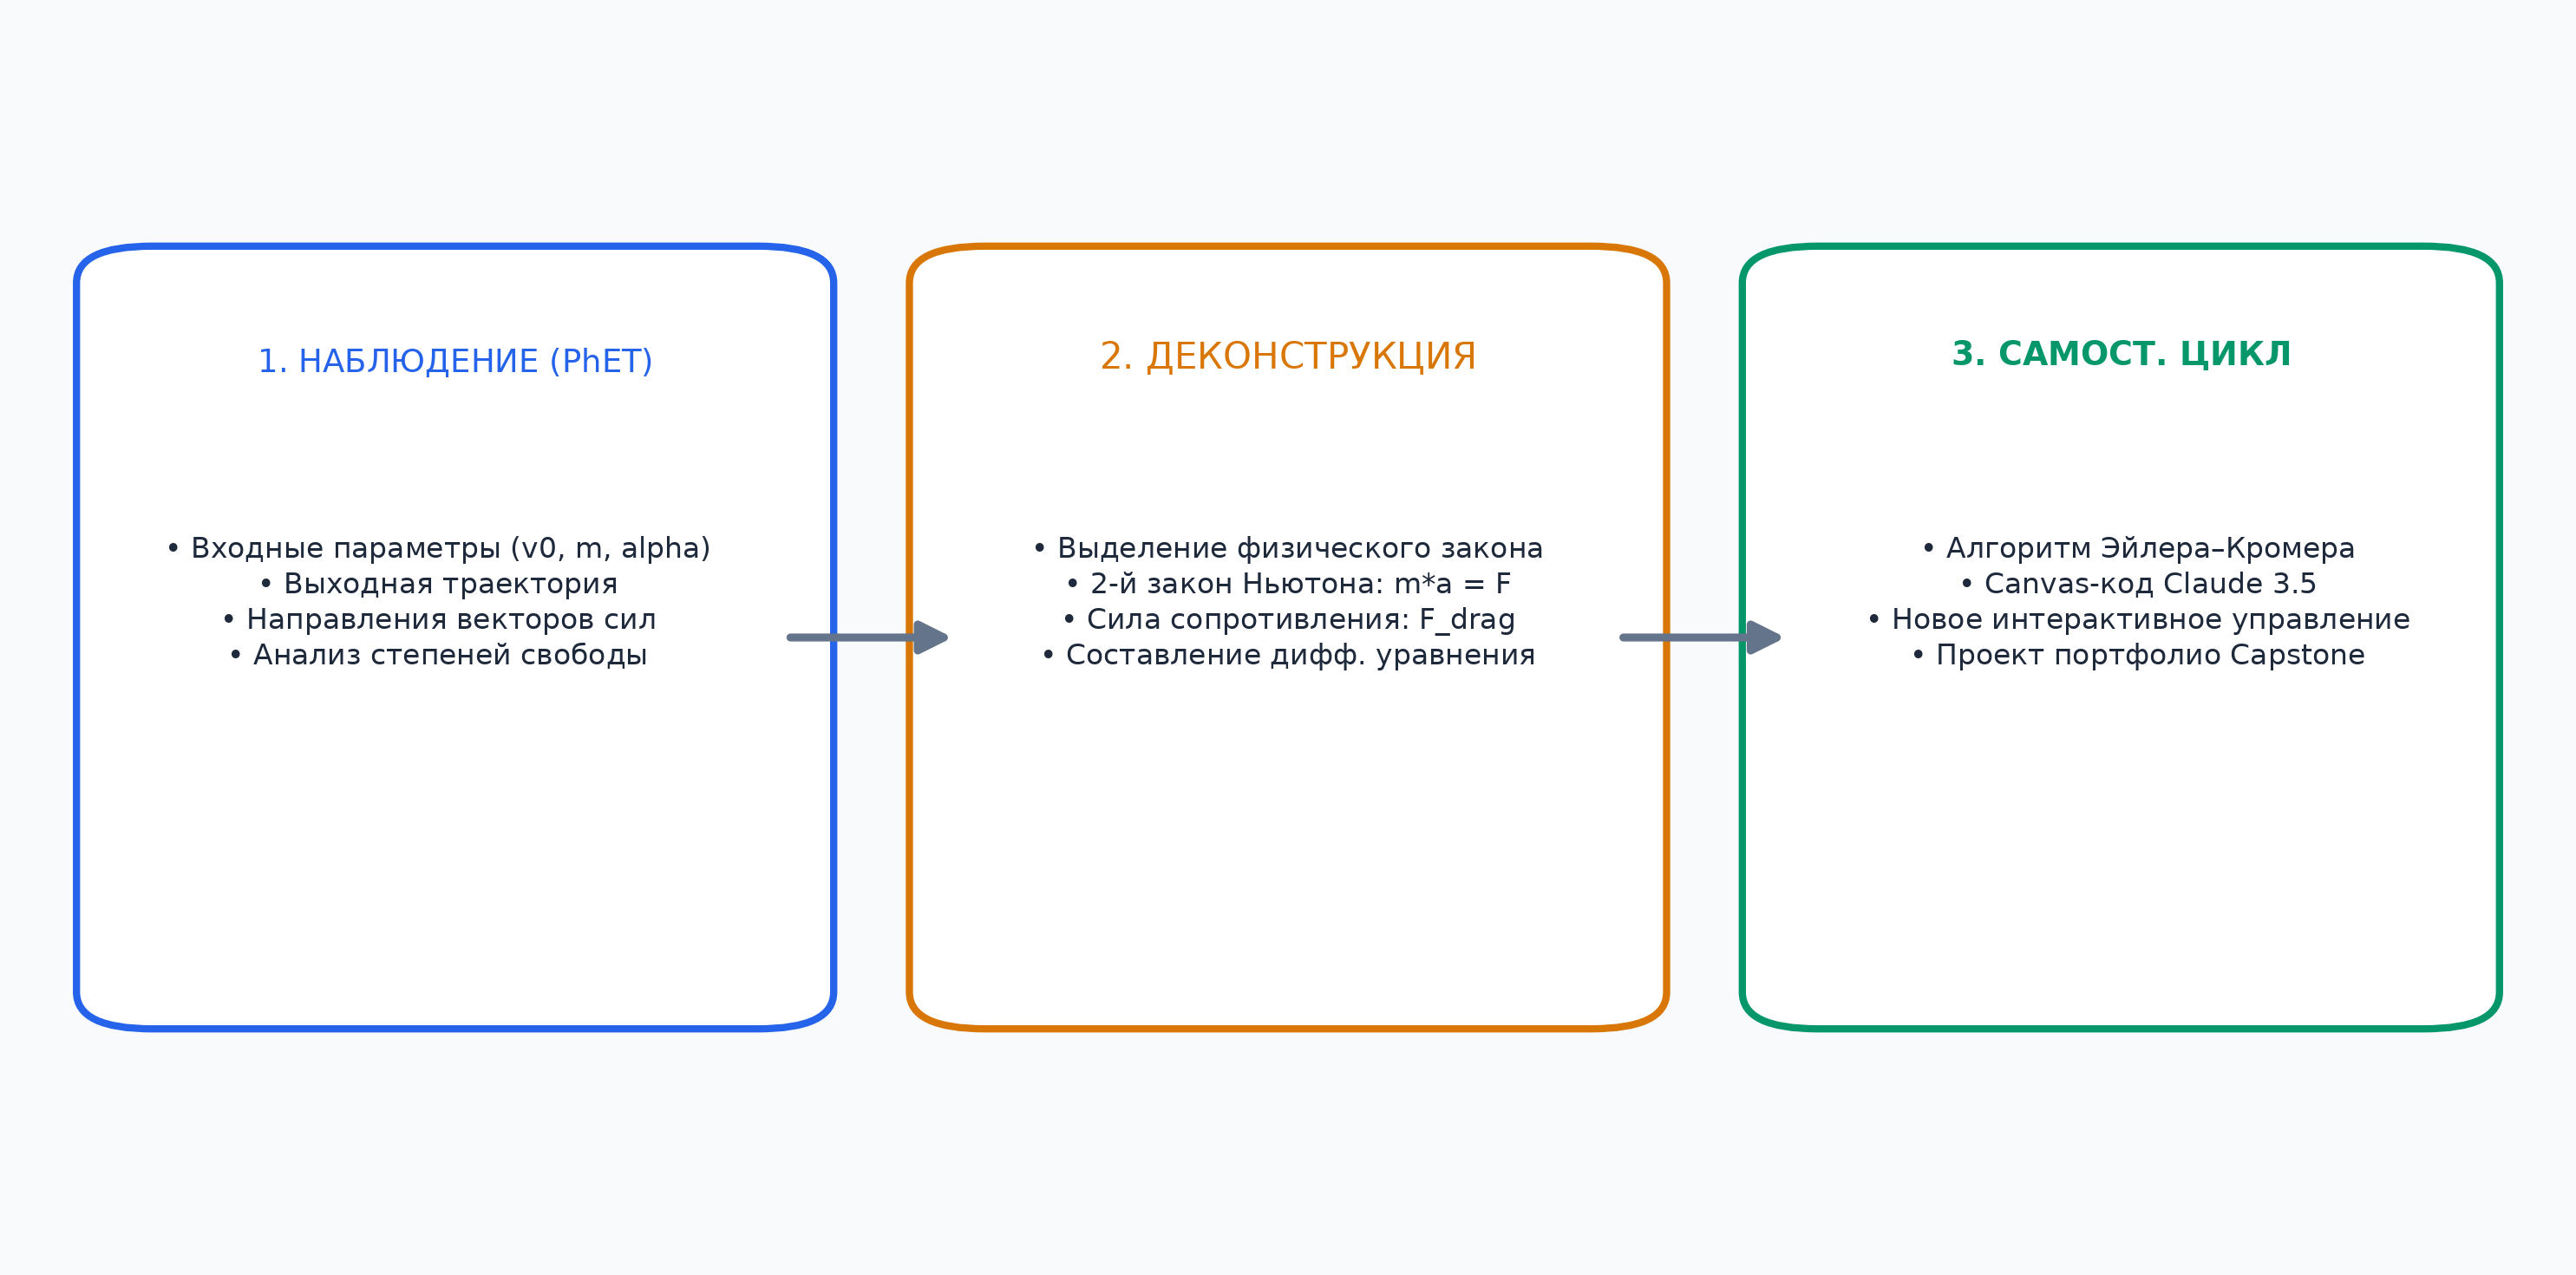 1. НАБЛЮДЕНИЕ (PhET)
• Входные параметры (v0, m, alpha)
• Выходная траектория
• Направления векторов сил
• Анализ степеней свободы
2. ДЕКОНСТРУКЦИЯ
• Выделение физического закона
• 2-й закон Ньютона: m*a = F
• Сила сопротивления: F_drag
• Составление дифф. уравнения
3. САМОСТ. ЦИКЛ
• Алгоритм Эйлера–Кромера
• Canvas-код Claude 3.5
• Новое интерактивное управление
• Проект портфолио Capstone